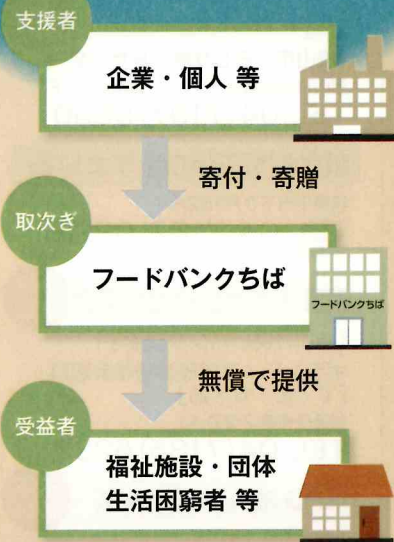 支援者
企業・個人 等
寄付・寄贈
取次ぎ
フードバンクちば
フードバンクちば
無償で提供
受益者
福祉施設・団体
生活困窮者 等